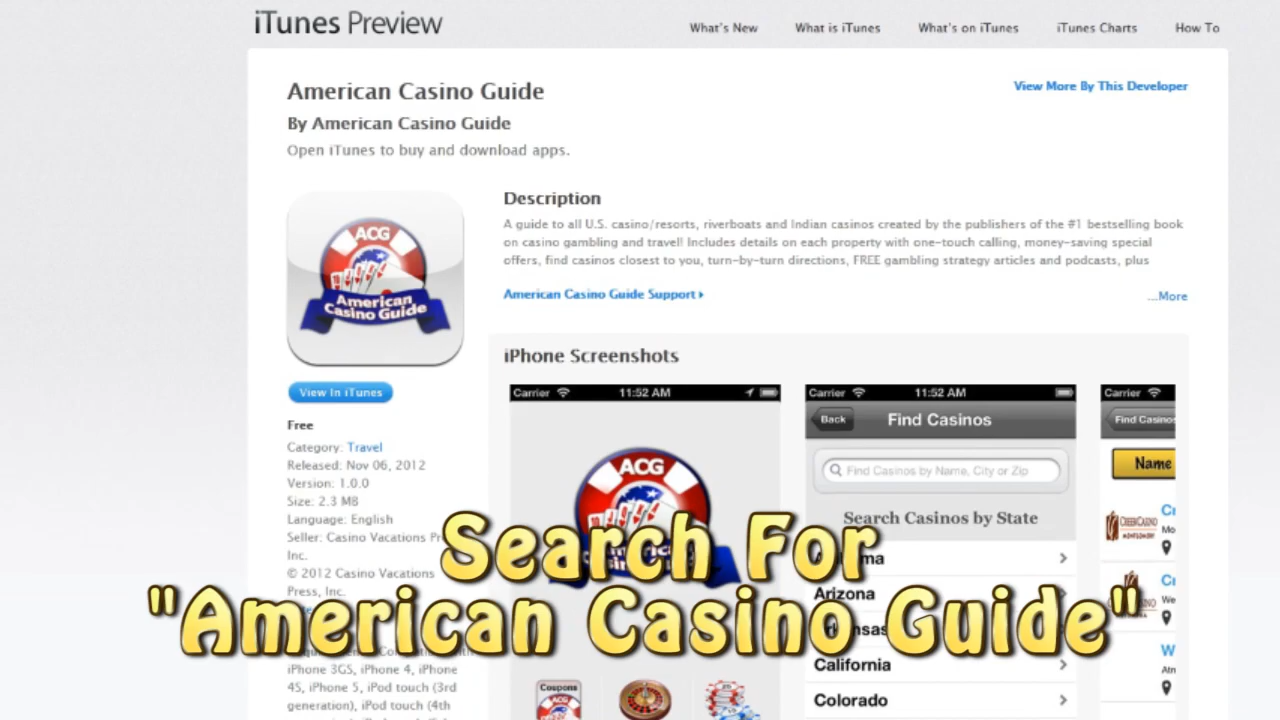 iTunes Preview
What's New
What is iTunes
What's on iTunes
iTunes Charts
How To
American Casino Guide
View More By This Developer
By American Casino Guide
Open iTunes to buy and download apps.
ACG
American
Casino Guide
Description
A guide to all U.S. casino/resorts, riverboats and Indian casinos created by the publishers of the #1 bestselling book
on casino gambling and travel! Includes details on each property with one-touch calling, money-saving special
offers, find casinos closest to you, turn-by-turn directions, FREE gambling strategy articles and podcasts, plus
American Casino Guide Support
...More
View In iTunes
Free
Category: Travel
Released: Nov 06, 2012
Version: 1.0.0
Size: 2.3 MB
Language: English
Seller: Casino Vacations Pr
Inc.
© 2012 Casino Vacations
Press, Inc.
iPhone 3GS, iPhone 4, iPhone
4S, iPhone 5, iPod touch (3rd
generation), iPod touch (4th
iPhone Screenshots
Carrier 11:52 AM
ACG
Coupons
ACG
Carrier 11:52 AM
Back
Find Casinos
Find Casinos by Name, City or Zip
Search Casinos by State
Arizona
California
Colorado
Carrier
Find Casinos
Name
Cr
Mo
Cr
We
W
Atn
Search For
"American Casino Guide"